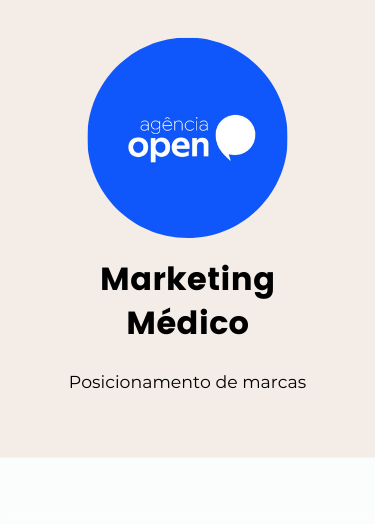 agência
open
Marketing
Médico
Posicionamento de marcas